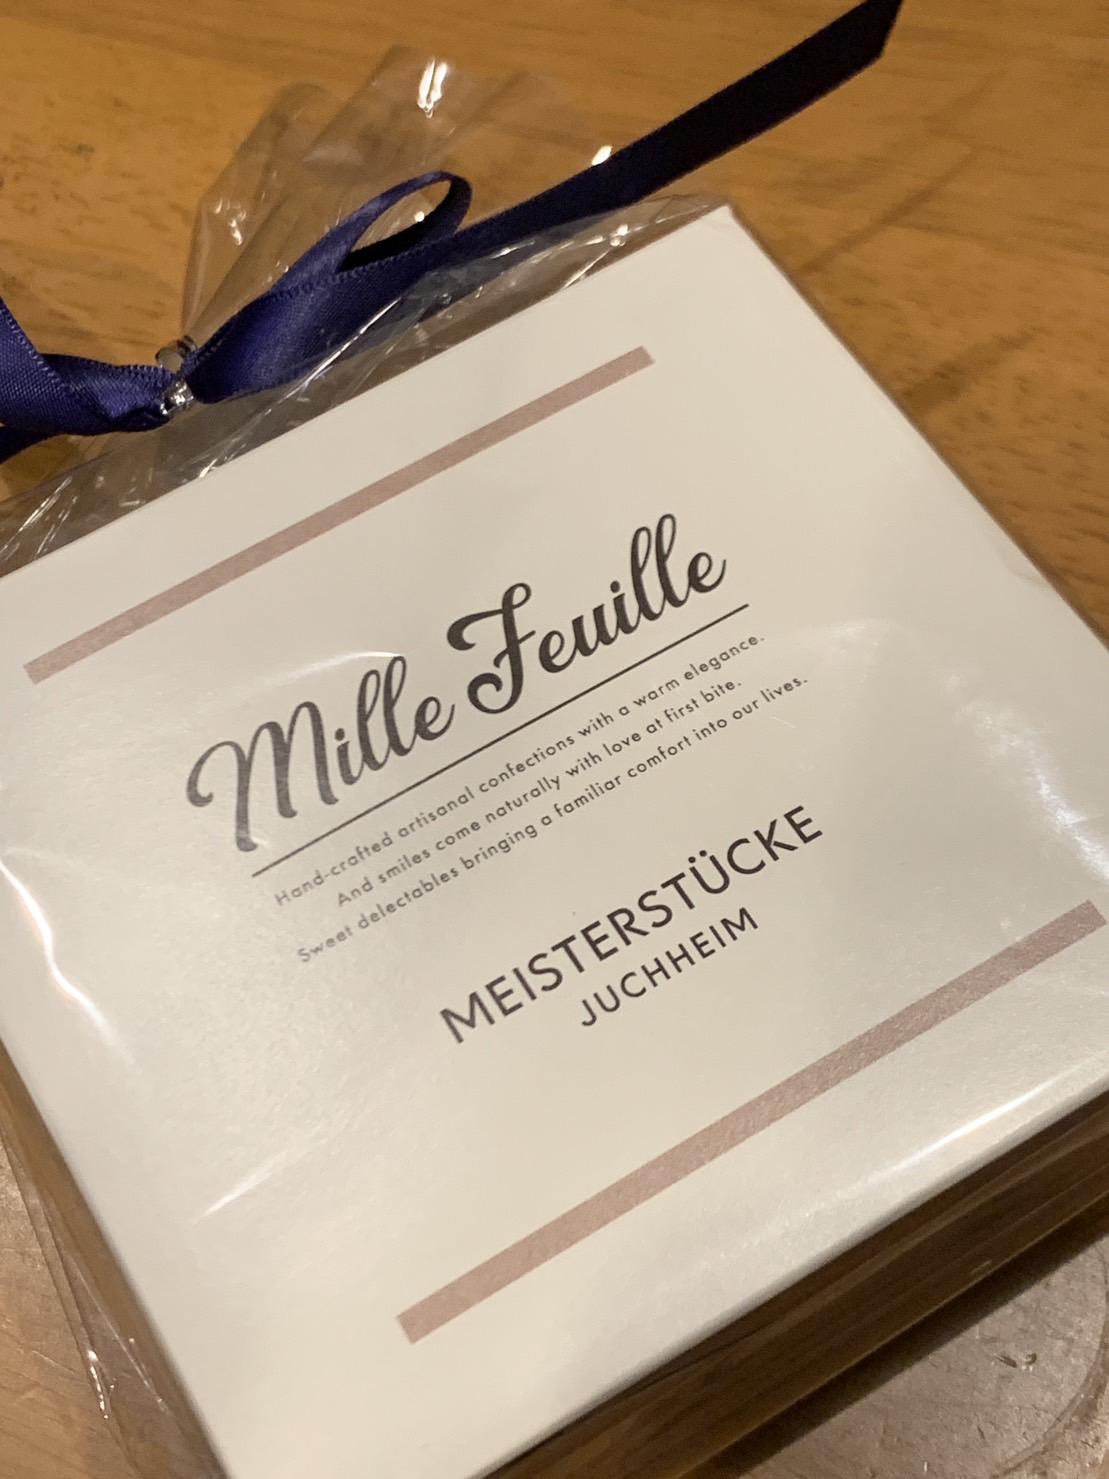 Mille Feuille
Hand-crafted artisanal confections with a warm elegance.
And smiles come naturally with love at first bite.
Sweet delectables bringing a familiar comfort into our lives.
MEISTERSTÜCKE
JUCHHEIM